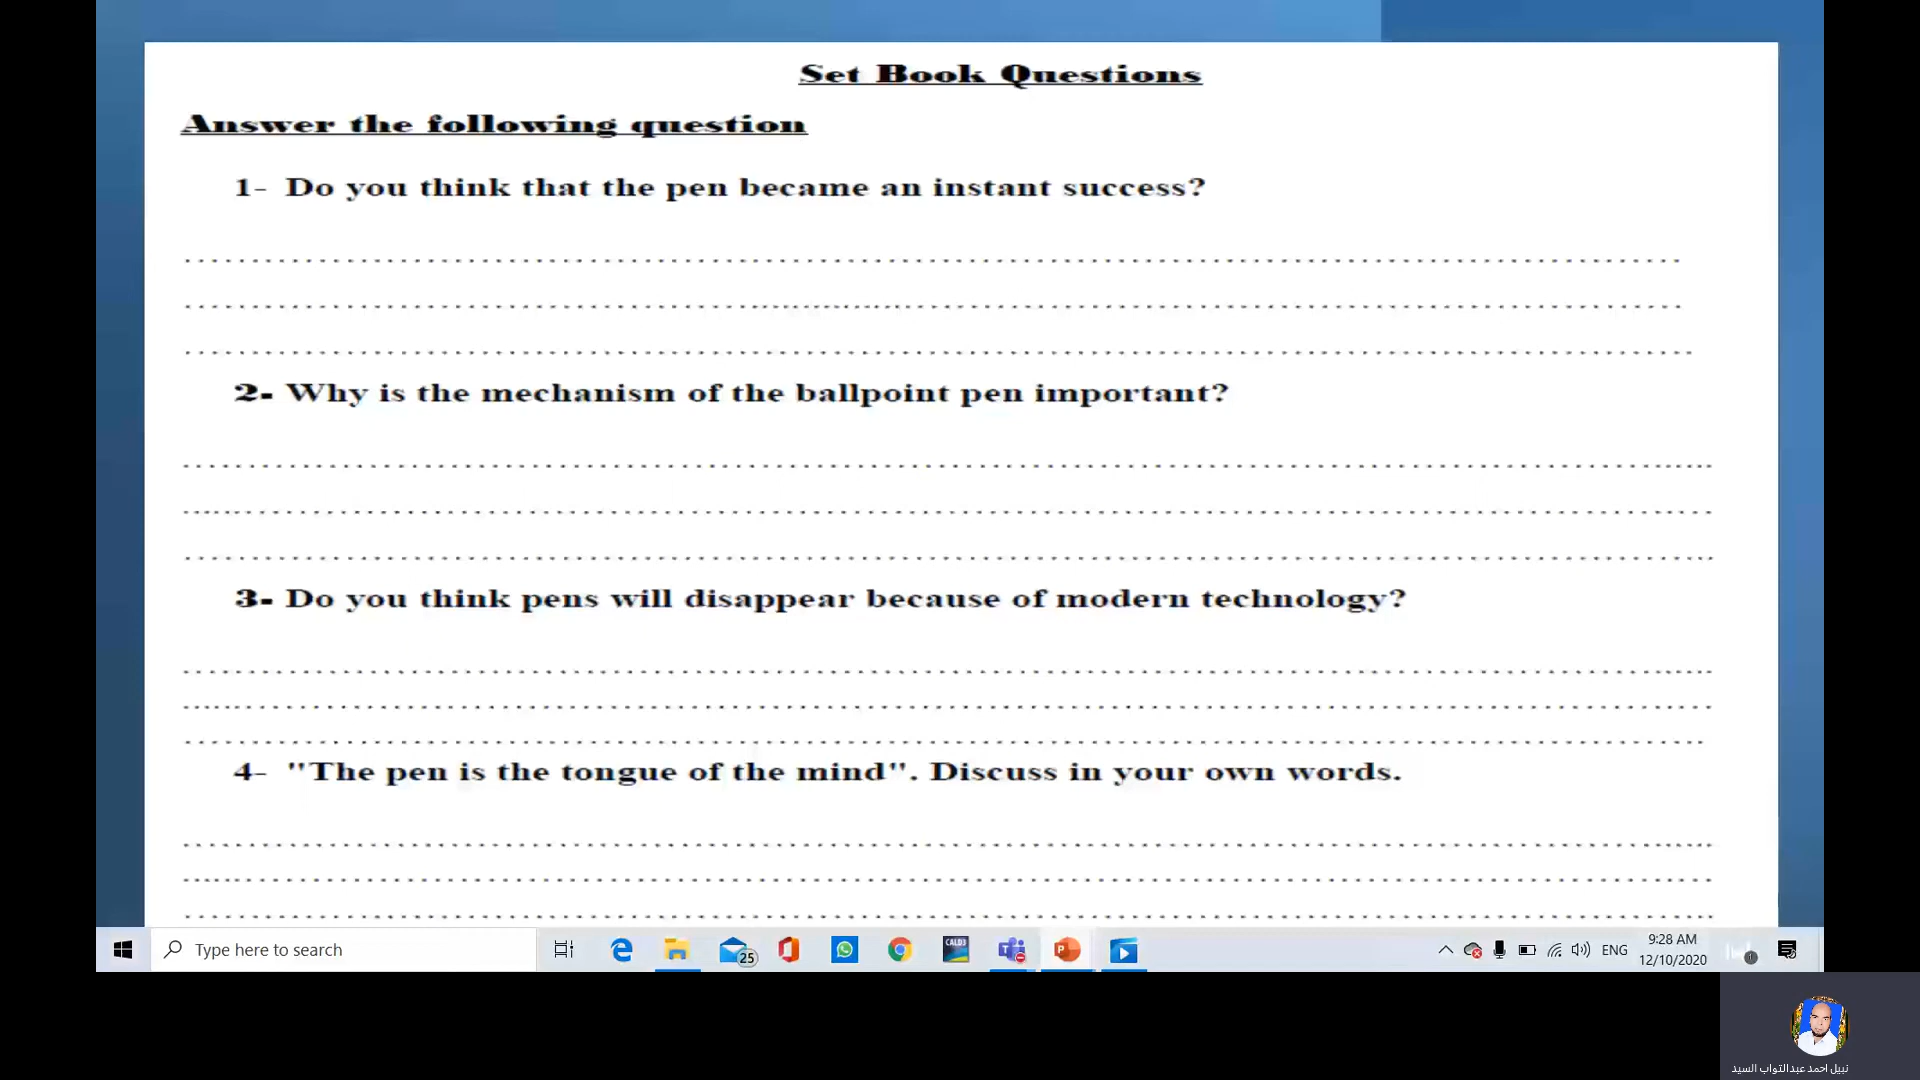 Set Book Questions
Answer the following question
1- Do you think that the pen became an instant success?
2- Why is the mechanism of the ballpoint pen important?
3- Do you think pens will disappear because of modern technology?
4- "The pen is the tongue of the mind". Discuss in your own words.
Type here to search
25
CALD3
ENG
9:28 AM
12/10/2020
نبيل احمد عبدالتواب السيد